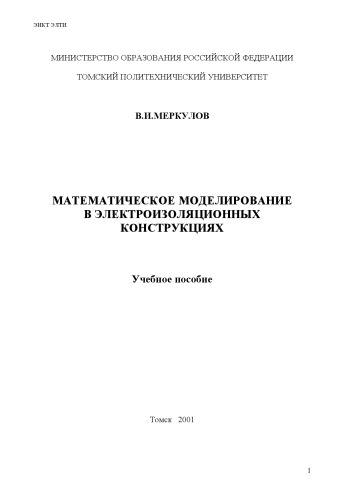 ЭИКТ ЭЛТИ
МИНИСТЕРСТВО ОБРАЗОВАНИЯ РОССИЙСКОЙ ФЕДЕРАЦИИ
ТОМСКИЙ ПОЛИТЕХНИЧЕСКИЙ УНИВЕРСИТЕТ
В.И.МЕРКУЛОВ
МАТЕМАТИЧЕСКОЕ МОДЕЛИРОВАНИЕ
В ЭЛЕКТРОИЗОЛЯЦИОННЫХ
КОНСТРУКЦИЯХ
Учебное пособие
Томск 2001
1